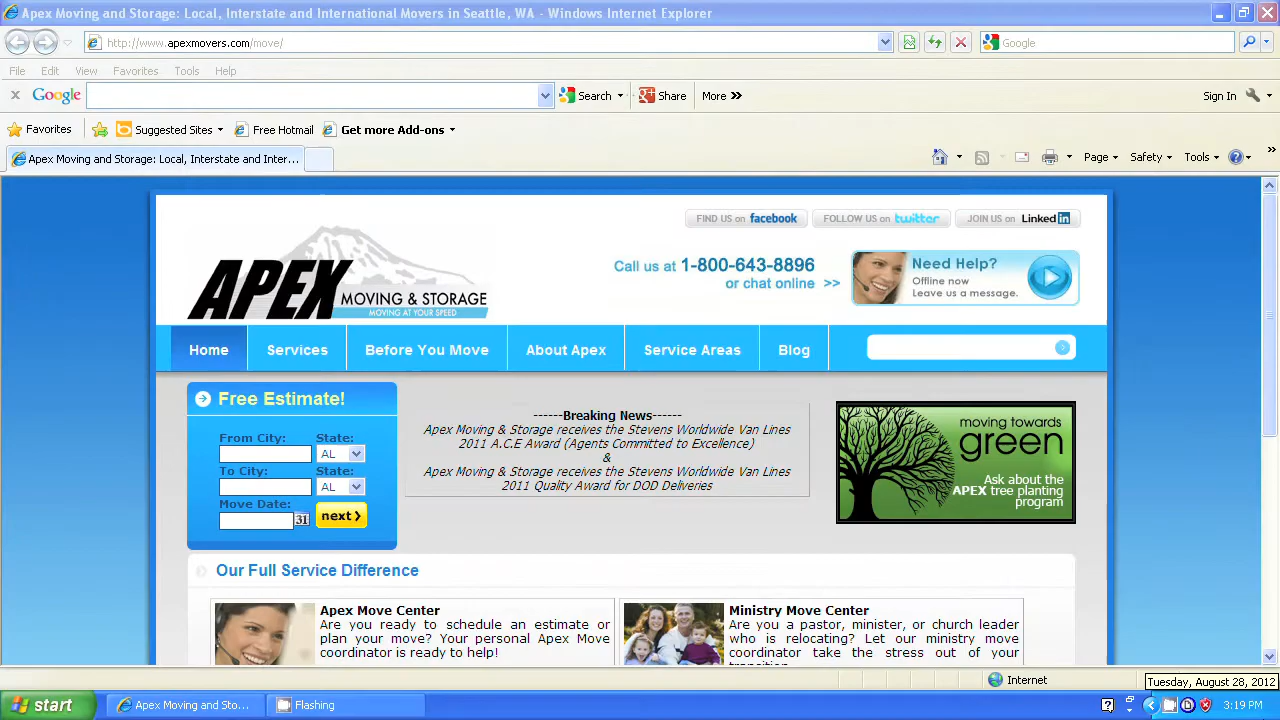 Apex Moving and Storage: Local, Interstate and International Movers in Seattle, WA - Windows Internet Explorer
http://www.apexmovers.com/move/
Google
File Edit View Favorites Tools Help
Google Search Share More Sign In
Favorites Suggested Sites Free Hotmail Get more Add-ons
Apex Moving and Storage: Local, Interstate and Inter... Page Safety Tools
FIND US on facebook FOLLOW US on twitter JOIN US on Linked in
APEX MOVING & STORAGE
MOVING AT YOUR SPEED
Call us at 1-800-643-8896
or chat online >>
Need Help?
Offline now
Leave us a message.
Home Services Before You Move About Apex Service Areas Blog
Free Estimate!
From City: State:
AL
To City: State:
AL
Move Date:
31 next
------Breaking News------
Apex Moving & Storage receives the Stevens Worldwide Van Lines
2011 A.C.E Award (Agents Committed to Excellence)
&
Apex Moving & Storage receives the Stevens Worldwide Van Lines
2011 Quality Award for DOD Deliveries
moving towards
green
Ask about the
APEX tree planting
program
Our Full Service Difference
Apex Move Center
Are you ready to schedule an estimate or
plan your move? Your personal Apex Move
coordinator is ready to help!
Ministry Move Center
Are you a pastor, minister, or church leader
who is relocating? Let our ministry move
coordinator take the stress out of your
transition.
Internet
Tuesday, August 28, 2012
start Apex Moving and Sto... Flashing 3:19 PM